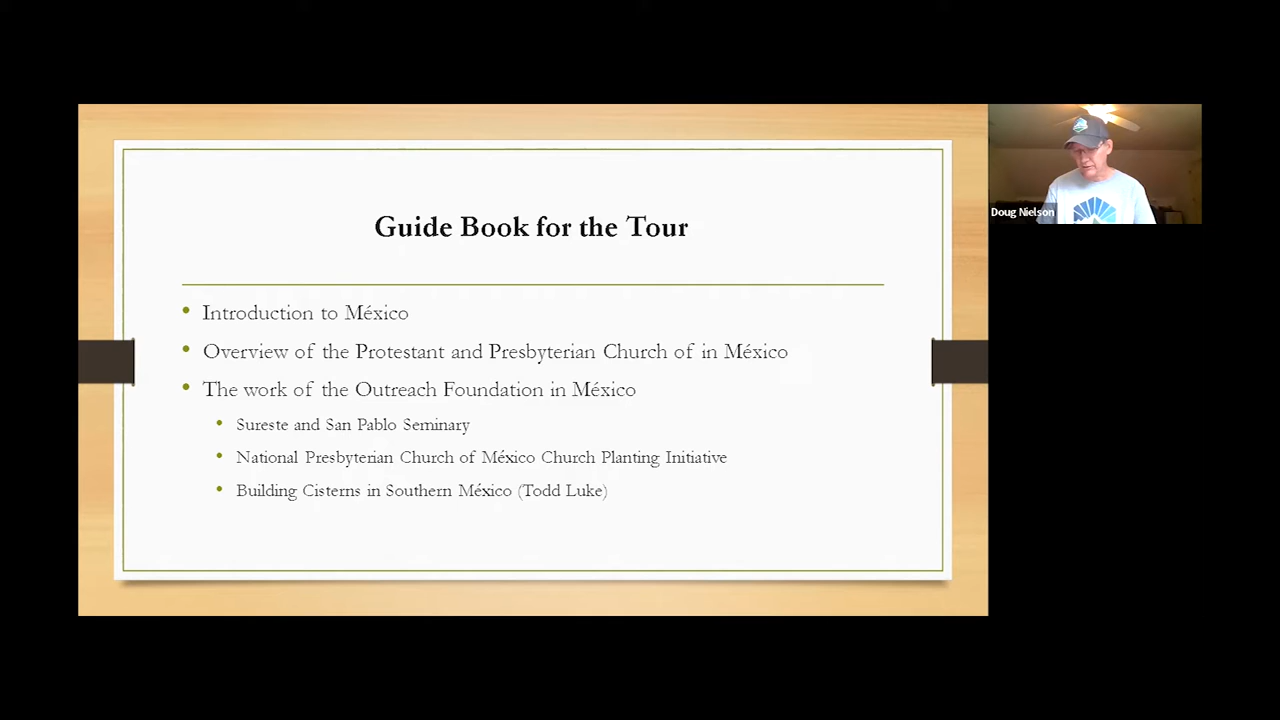 Guide Book for the Tour
• Introduction to México
• Overview of the Protestant and Presbyterian Church of in México
• The work of the Outreach Foundation in México
• Sureste and San Pablo Seminary
• National Presbyterian Church of México Church Planting Initiative
• Building Cisterns in Southern México (Todd Luke)
Doug Nielson